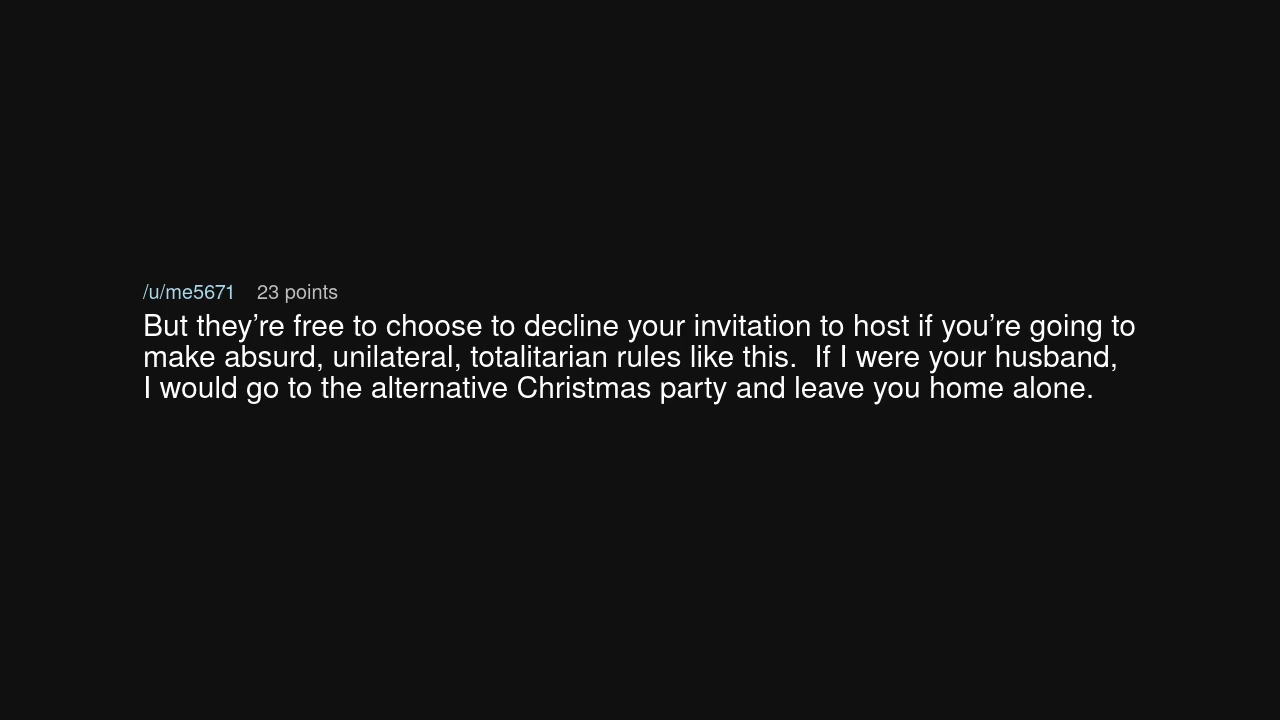 /u/me5671 23 points
But they’re free to choose to decline your invitation to host if you’re going to
make absurd, unilateral, totalitarian rules like this.  If I were your husband,
I would go to the alternative Christmas party and leave you home alone.